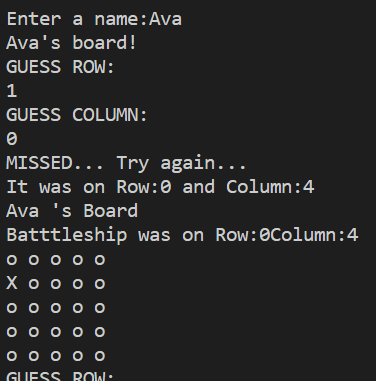 Enter a name:Ava
Ava's board!
GUESS ROW:
1
GUESS COLUMN:
0
MISSED... Try again...
It was on Row:0 and Column:4
Ava 's Board
Batttleship was on Row:0Column:4
o o o o o
X o o o o
o o o o o
o o o o o
o o o o o
GUESS ROW: